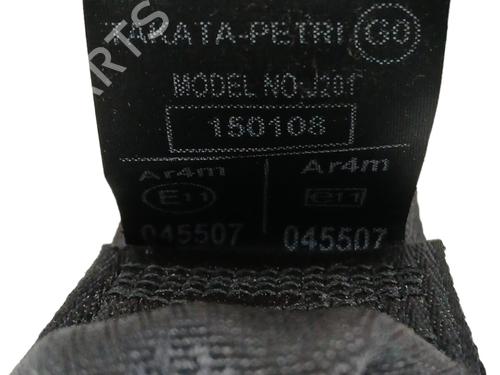 TAKATA-PETRI G0
MODEL NO.J201
150108
Ar4m Ar4m
E11 e11
045507 045507